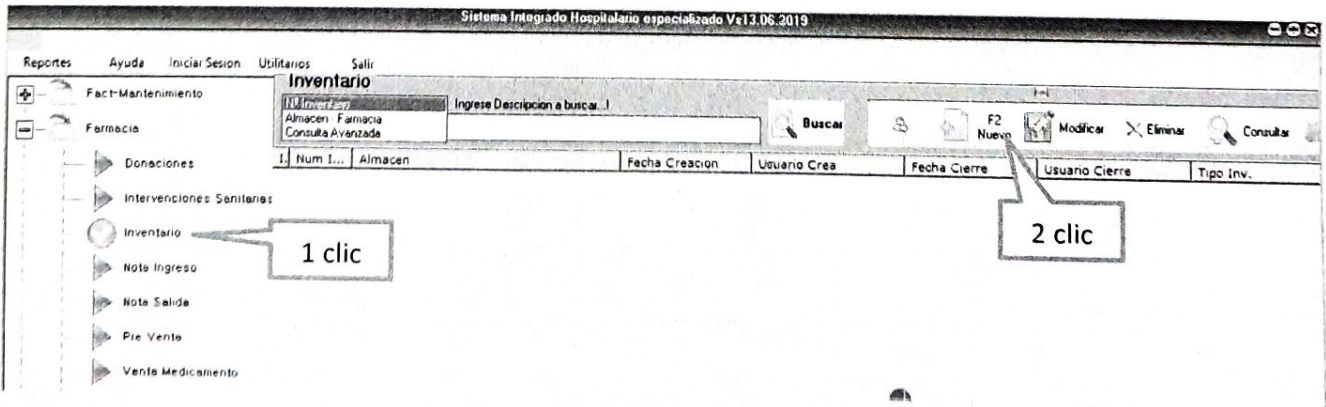 Sistema Integrado Hospitalario especializado Vs13.06.2019
Reportes Ayuda Iniciar Sesion Utilitarios Salir
Fact-Mantenimiento
Farmacia
Donaciones
Intervenciones Sanitarias
Inventario
Nota Ingreso
Nota Salida
Pre Venta
Venta Medicamento
Inventario
Nº Inventario
Almacen - Farmacia
Consulta Avanzada
Ingrese Descripcion a buscar..!
Buscar
F2
Nuevo
Modificar
Eliminar
Consultar
I. Num I... Almacen Fecha Creacion Usuario Crea Fecha Cierre Usuario Cierre Tipo Inv.
1 clic
2 clic